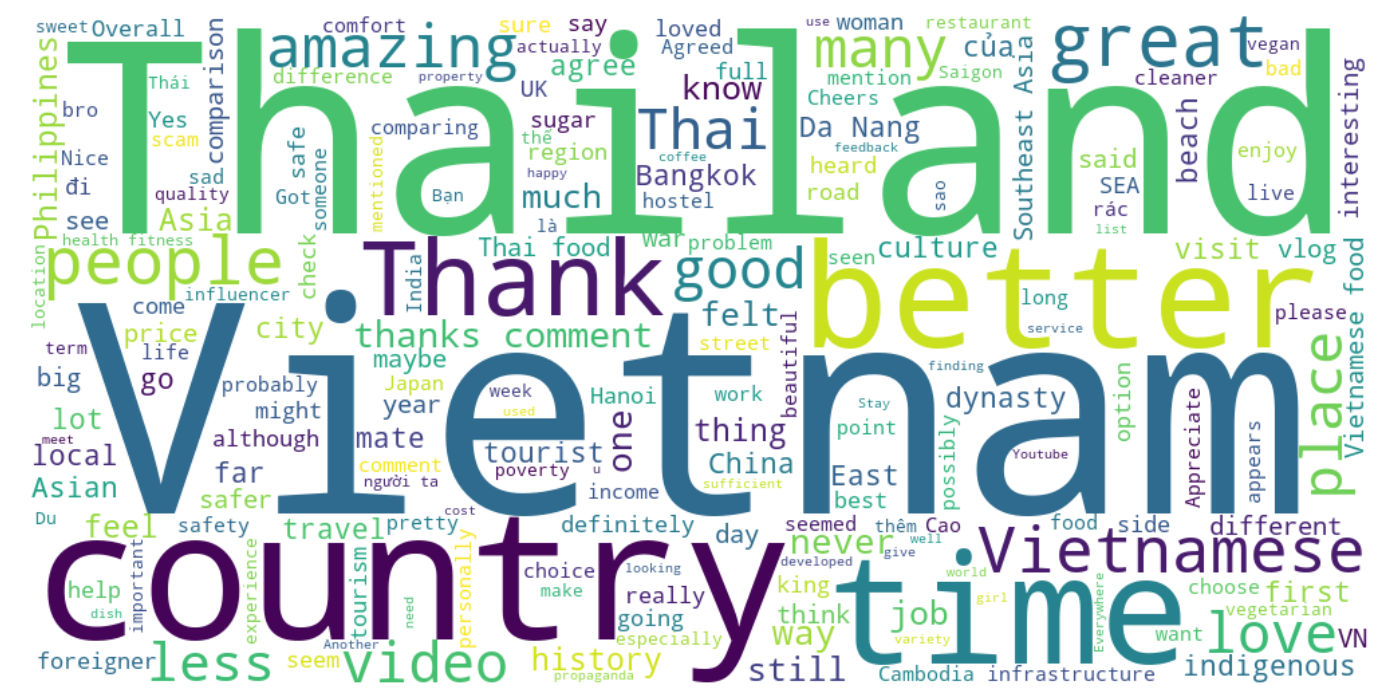 Thailand
Vietnam
country
better
time
Thank
people
great
Vietnamese
good
place
amazing
many
Thai
love
less
video
sweet
Overall
comfort
sure
say
loved
use
woman
restaurant
actually
Agreed
của
vegan
difference
property
agree
full
know
mention
Saigon
Southeast Asia
cleaner
bad
Philippines
Thái
bro
Yes
scam
comparison
UK
sugar
Cheers
Da Nang
feedback
beach
interesting
comparing
thế
region
coffee
heard
said
enjoy
Nice
đi
sad
safe
someone
mentioned
happy
Bangkok
quality
Got
Bạn
much
hostel
road
sao
SEA
live
see
Asia
là
rác
list
health fitness
location
check
India
Thai food
war
problem
seen
culture
visit
vlog
influencer
come
price
city
thanks comment
felt
street
beautiful
long
service
please
Vietnamese food
term
life
go
big
probably
might
maybe
Japan
year
week
used
Hanoi
work
finding
Stay
dynasty
option
lot
meet
local
although
mate
comment
người ta
tourist
poverty
u
one
thing
China
sufficient
point
East
best
possibly
Youtube
Appreciate
appears
far
safer
Asian
income
Du
feel
safety
travel
pretty
cost
definitely
day
seemed
never
thêm
Cao
give
well
food
side
different
help
dish
important
experience
tourism
personally
need
choice
make
looking
really
developed
king
going
think
job
world
girl
Everywhere
choose
first
vegetarian
want
VN
foreigner
seem
Another
history
propaganda
especially
still
way
variety
Cambodia
infrastructure
indigenous